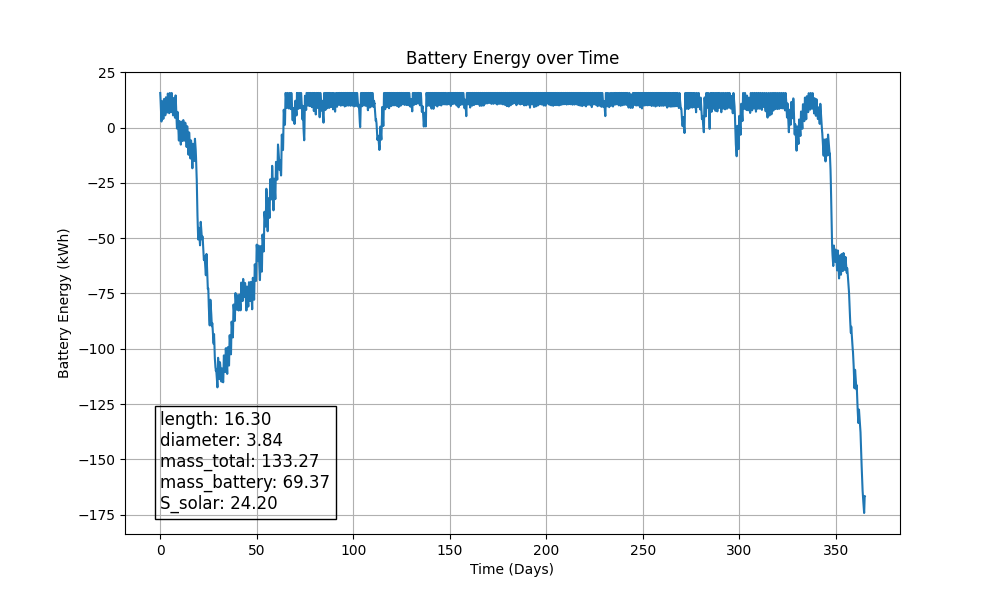 Battery Energy over Time
Battery Energy (kWh)
25
0
−25
−50
−75
−100
−125
−150
−175
length: 16.30
diameter: 3.84
mass_total: 133.27
mass_battery: 69.37
S_solar: 24.20
0 50 100 150 200 250 300 350
Time (Days)